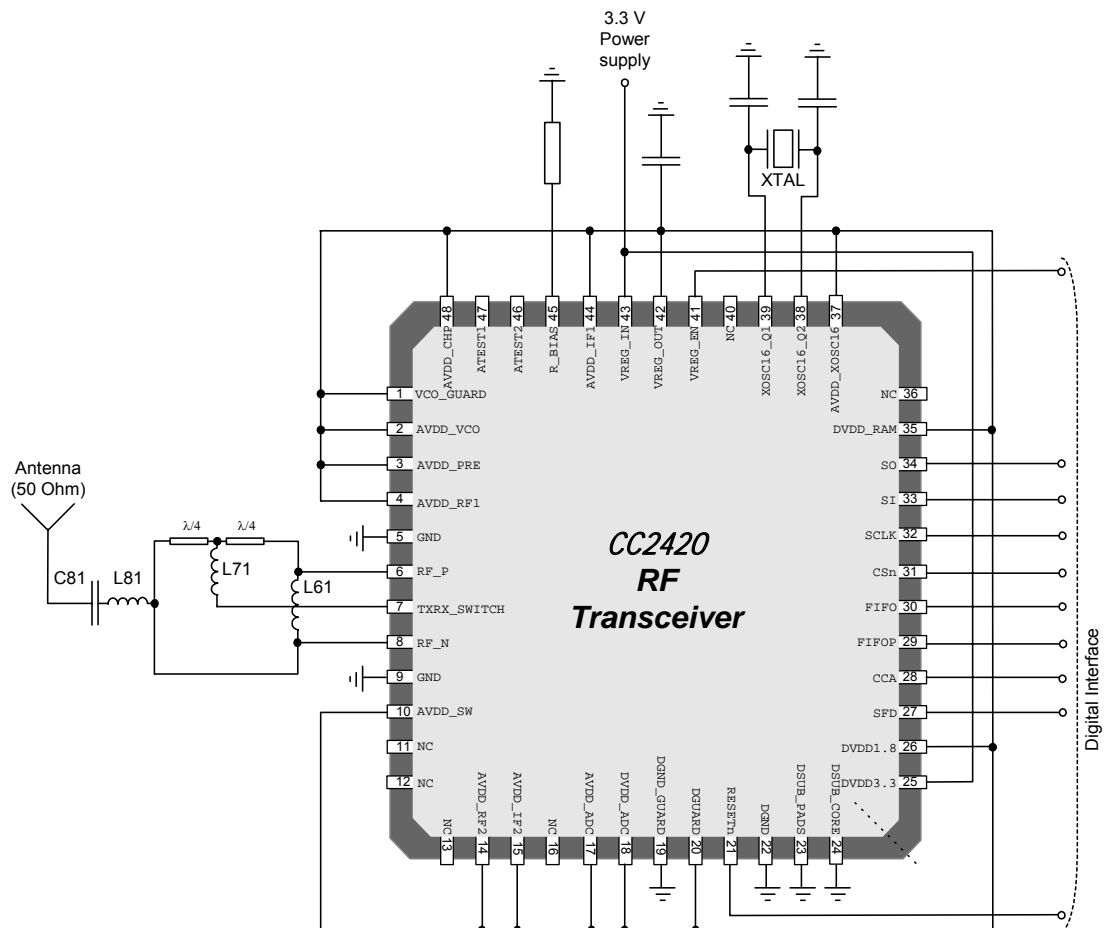 3.3 V
Power
supply
XTAL
AVDD_CHP 48
ATEST1 47
ATEST2 46
R_BIAS 45
AVDD_IF1 44
VREG_IN 43
VREG_OUT 42
VREG_EN 41
NC 40
XOSC16_Q1 39
XOSC16_Q2 38
AVDD_XOSC16 37
1 VCO_GUARD
2 AVDD_VCO
3 AVDD_PRE
4 AVDD_RF1
5 GND
6 RF_P
7 TXRX_SWITCH
8 RF_N
9 GND
10 AVDD_SW
11 NC
12 NC
Antenna
(50 Ohm)
λ/4
λ/4
C81
L81
L71
L61
CC2420
RF
Transceiver
NC 36
DVDD_RAM 35
SO 34
SI 33
SCLK 32
CSn 31
FIFO 30
FIFOP 29
CCA 28
SFD 27
DVDD1.8 26
DVDD3.3 25
Digital Interface
NC 13
AVDD_RF2 14
AVDD_IF2 15
NC 16
AVDD_ADC 17
DVDD_ADC 18
DGND_GUARD 19
DGUARD 20
RESETn 21
DGND 22
DSUB_PADS 23
DSUB_CORE 24